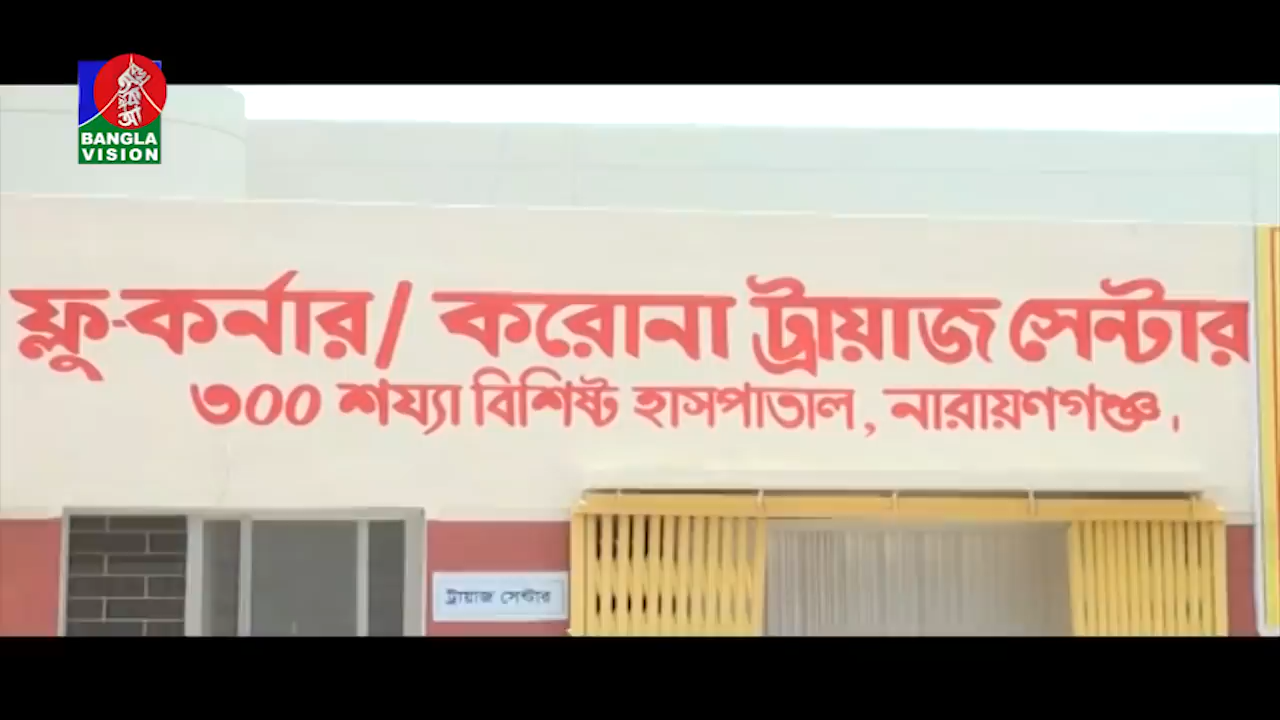 BANGLA
VISION
ফ্লু-কর্নার/ করোনা ট্রায়াজ সেন্টার
৩০০ শয্যা বিশিষ্ট হাসপাতাল, নারায়ণগঞ্জ।
ট্রায়াজ সেন্টার